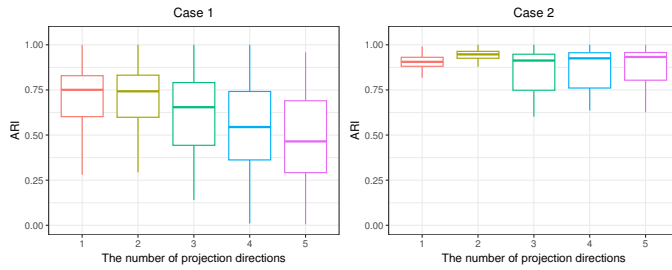 Case 1
1.00
0.75
0.50
0.25
0.00
ARI
1 2 3 4 5
The number of projection directions
Case 2
1.00
0.75
0.50
0.25
0.00
ARI
1 2 3 4 5
The number of projection directions